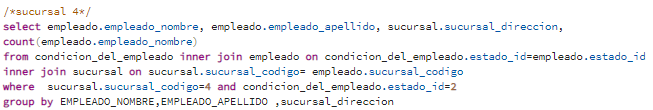 /*sucursal 4*/
select empleado.empleado_nombre, empleado.empleado_apellido, sucursal.sucursal_direccion,
count(empleado.empleado_nombre)
from condicion_del_empleado inner join empleado on condicion_del_empleado.estado_id=empleado.estado_id
inner join sucursal on sucursal.sucursal_codigo= empleado.sucursal_codigo
where  sucursal.sucursal_codigo=4 and condicion_del_empleado.estado_id=2
group by EMPLEADO_NOMBRE,EMPLEADO_APELLIDO ,sucursal_direccion